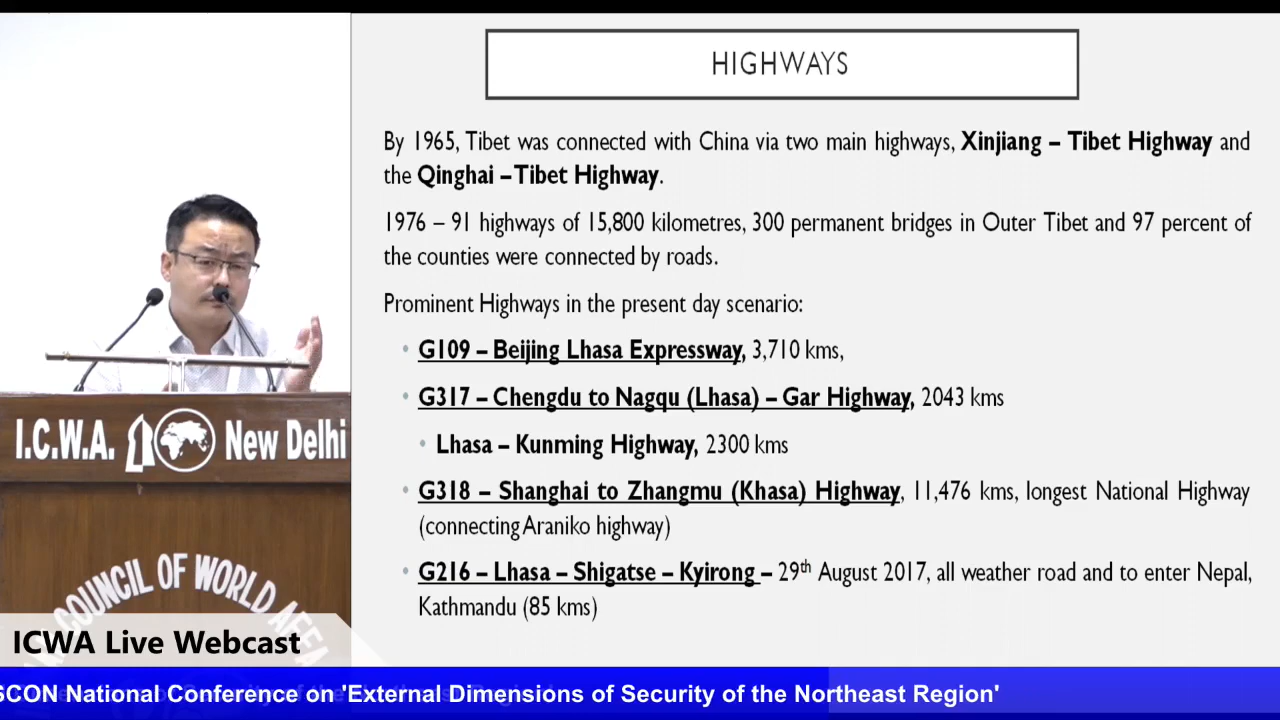 HIGHWAYS
By 1965, Tibet was connected with China via two main highways, Xinjiang – Tibet Highway and
the Qinghai –Tibet Highway.
1976 – 91 highways of 15,800 kilometres, 300 permanent bridges in Outer Tibet and 97 percent of
the counties were connected by roads.
Prominent Highways in the present day scenario:
• G109 – Beijing Lhasa Expressway, 3,710 kms,
• G317 – Chengdu to Nagqu (Lhasa) – Gar Highway, 2043 kms
• Lhasa – Kunming Highway, 2300 kms
• G318 – Shanghai to Zhangmu (Khasa) Highway, 11,476 kms, longest National Highway
(connecting Araniko highway)
• G216 – Lhasa – Shigatse – Kyirong – 29th August 2017, all weather road and to enter Nepal,
Kathmandu (85 kms)
I.C.W.A. New Delhi
COUNCIL OF WORLD AFFA
ICWA Live Webcast
SCON National Conference on 'External Dimensions of Security of the Northeast Region'